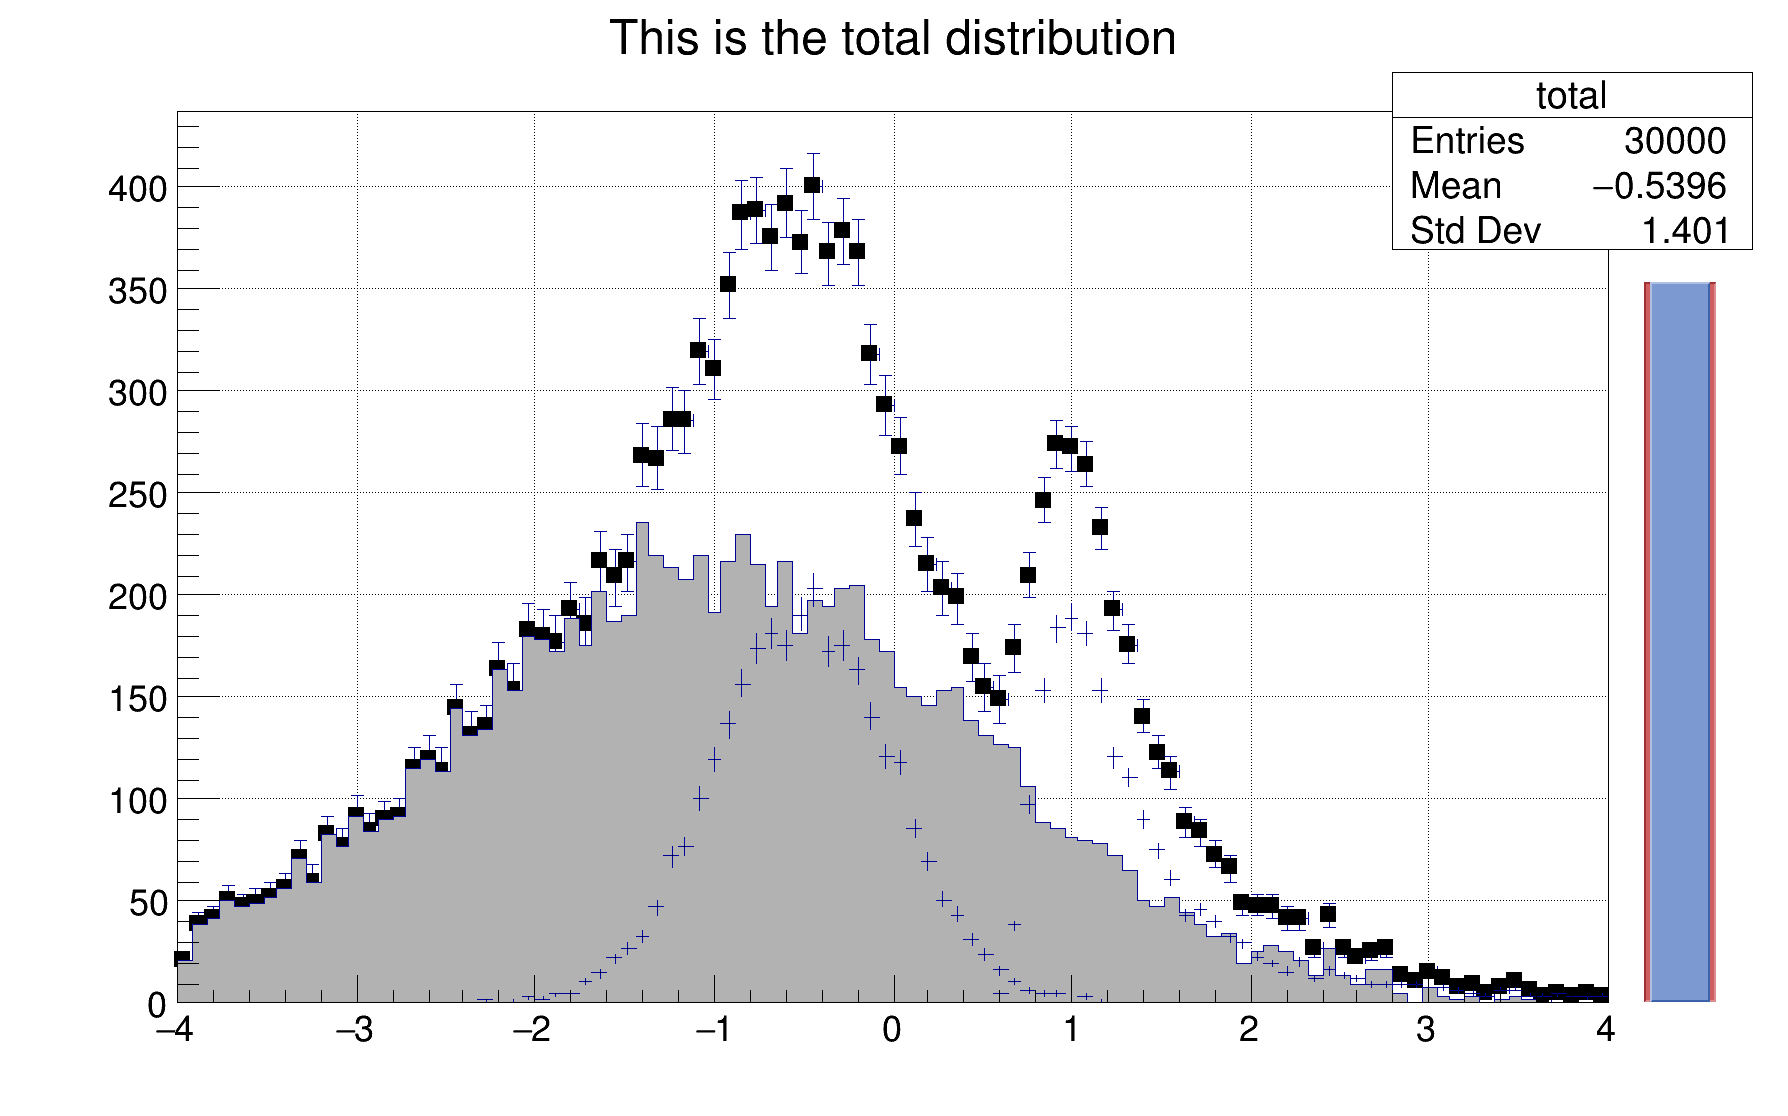 This is the total distribution
total
Entries 30000
Mean −0.5396
Std Dev 1.401
400
350
300
250
200
150
100
50
0
−4 −3 −2 −1 0 1 2 3 4